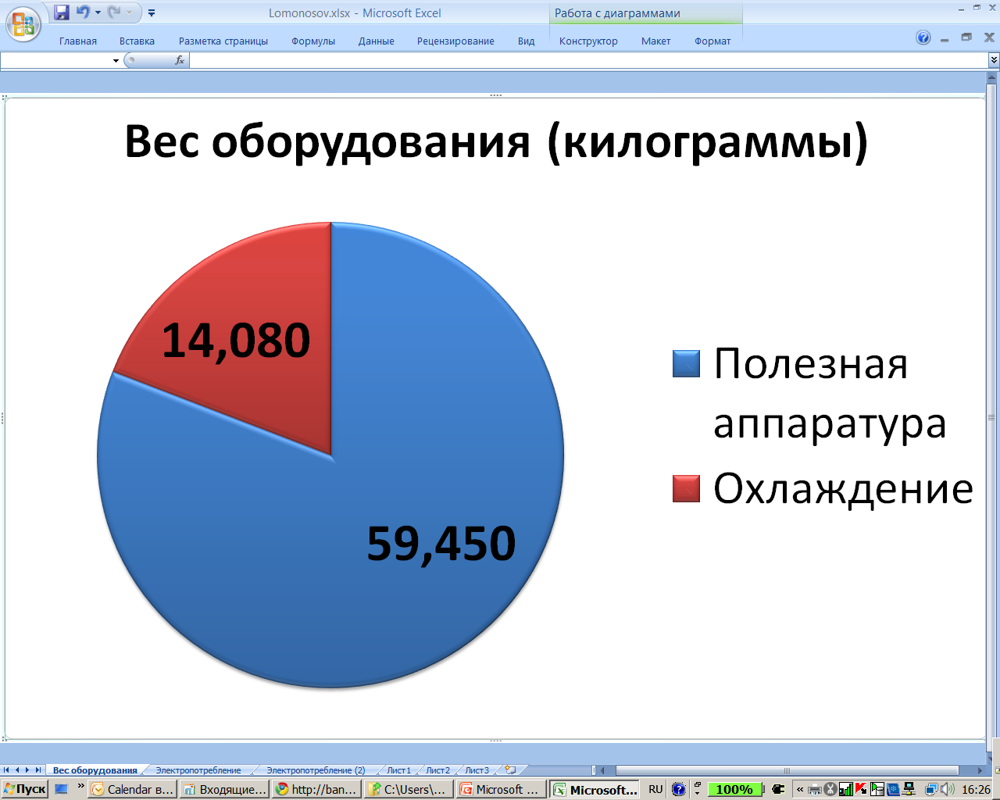 Lomonosov.xlsx - Microsoft Excel
Работа с диаграммами
Главная Вставка Разметка страницы Формулы Данные Рецензирование Вид Конструктор Макет Формат
fx
Вес оборудования (килограммы)
14,080
59,450
Полезная
аппаратура
Охлаждение
Вес оборудования Электропотребление Электропотребление (2) Лист1 Лист2 Лист3
Пуск » Calendar в... Входящие... http://ban... C:\Users\... Microsoft ... Microsoft... RU 100% « 16:26